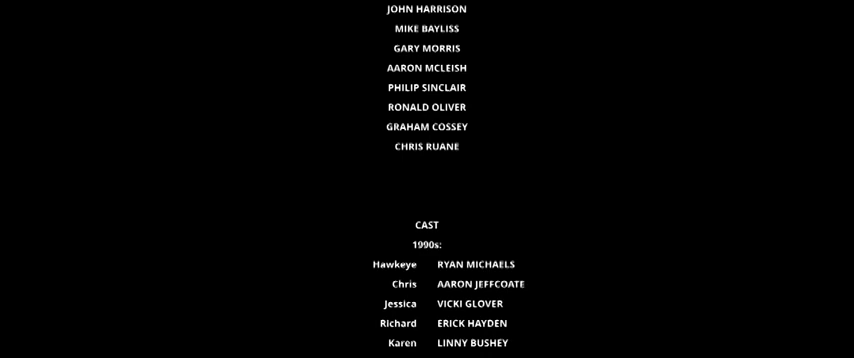 JOHN HARRISON
MIKE BAYLISS
GARY MORRIS
AARON MCLEISH
PHILIP SINCLAIR
RONALD OLIVER
GRAHAM COSSEY
CHRIS RUANE
CAST
1990s:
Hawkeye RYAN MICHAELS
Chris AARON JEFFCOATE
Jessica VICKI GLOVER
Richard ERICK HAYDEN
Karen LINNY BUSHEY